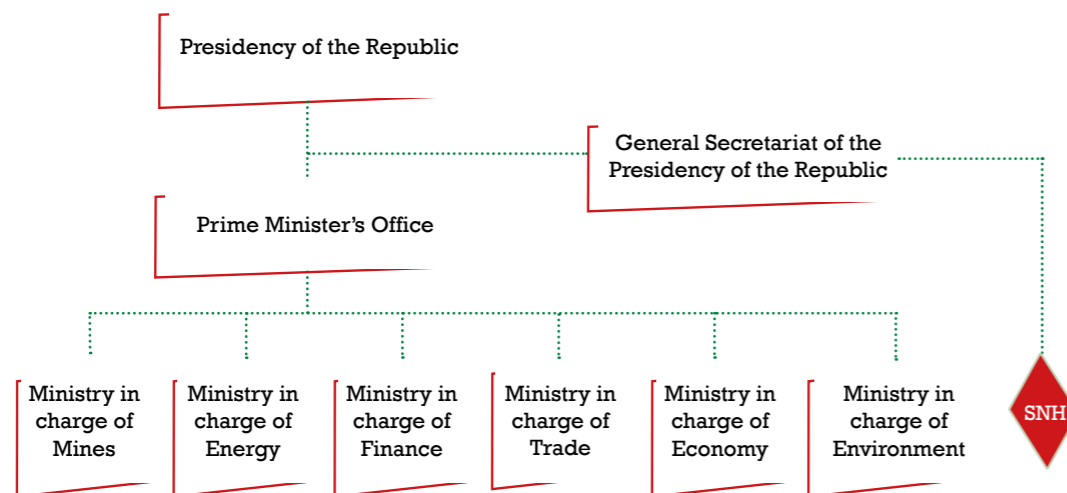 Presidency of the Republic
General Secretariat of the
Presidency of the Republic
Prime Minister’s Office
Ministry in
charge of
Mines
Ministry in
charge of
Energy
Ministry in
charge of
Finance
Ministry in
charge of
Trade
Ministry in
charge of
Economy
Ministry in
charge of
Environment
SNH